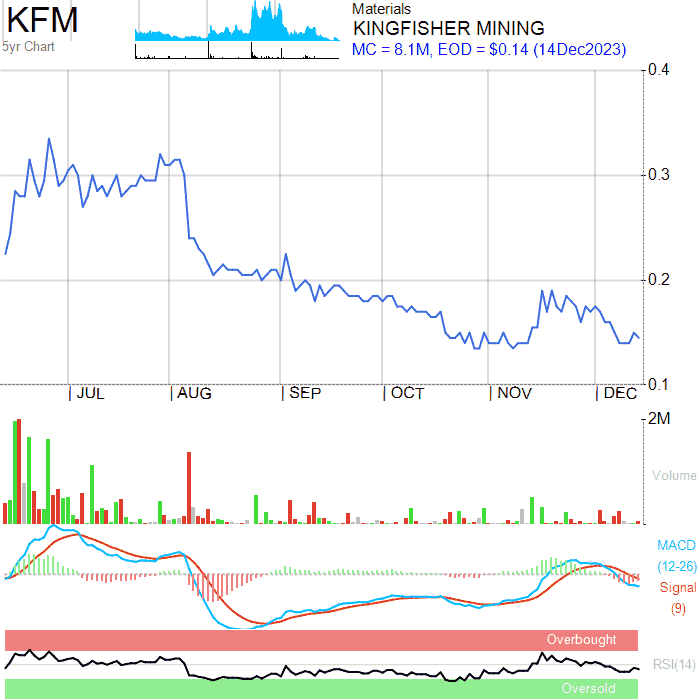 KFM
5yr Chart
Materials
KINGFISHER MINING
MC = 8.1M, EOD = $0.14 (14Dec2023)
0.4
0.3
0.2
0.1
JUL AUG SEP OCT NOV DEC
2M
Volume
MACD
(12-26)
Signal
(9)
Overbought
RSI(14)
Oversold